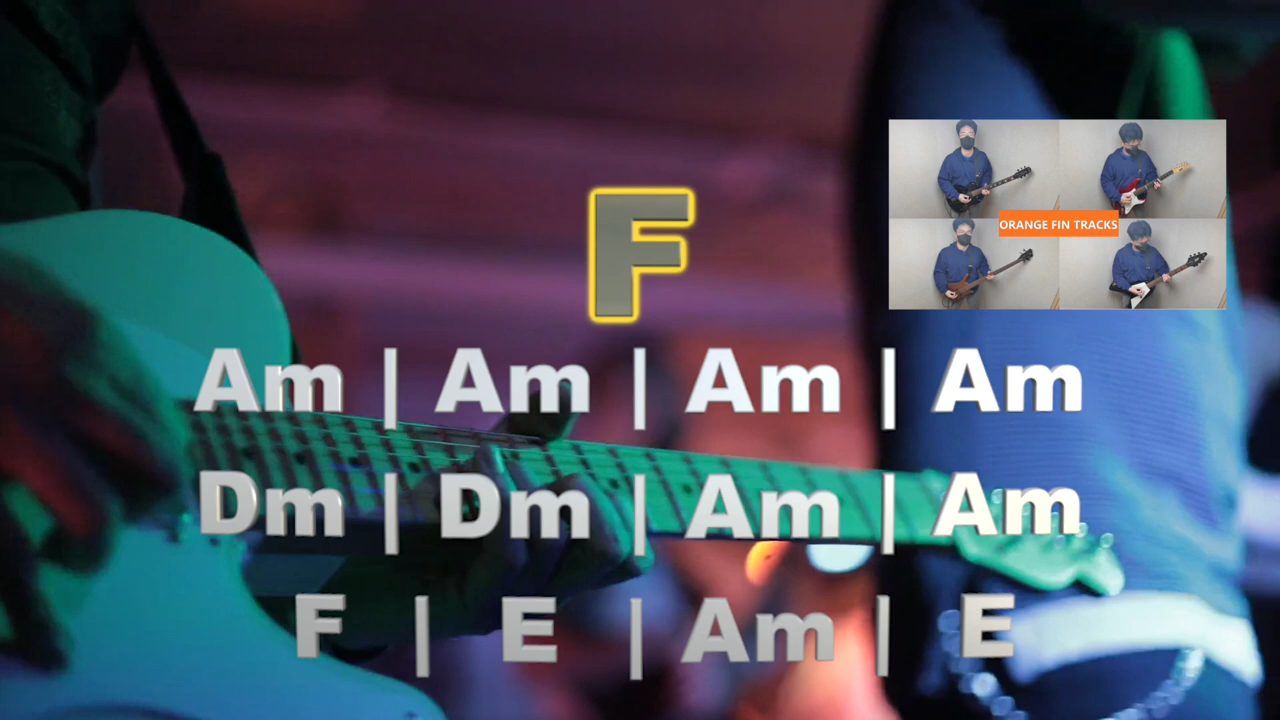 F
ORANGE FIN TRACKS
Am | Am | Am | Am
Dm | Dm | Am | Am
F | E | Am | E